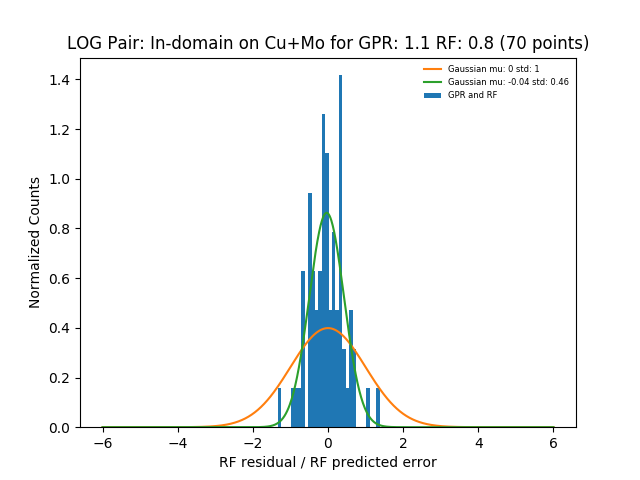 LOG Pair: In-domain on Cu+Mo for GPR: 1.1 RF: 0.8 (70 points)
Gaussian mu: 0 std: 1
Gaussian mu: -0.04 std: 0.46
GPR and RF
Normalized Counts
1.4
1.2
1.0
0.8
0.6
0.4
0.2
0.0
−6 −4 −2 0 2 4 6
RF residual / RF predicted error